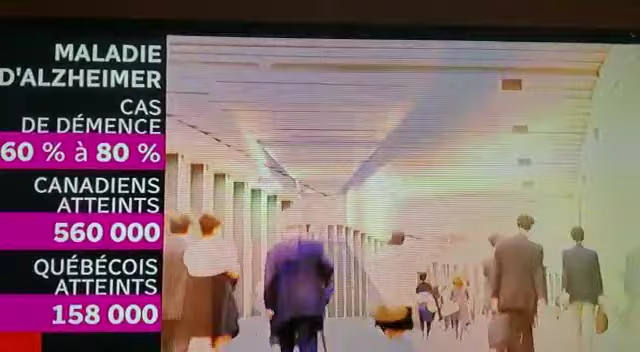 MALADIE
D'ALZHEIMER
CAS
DE DÉMENCE
60 % à 80 %
CANADIENS
ATTEINTS
560 000
QUÉBÉCOIS
ATTEINTS
158 000